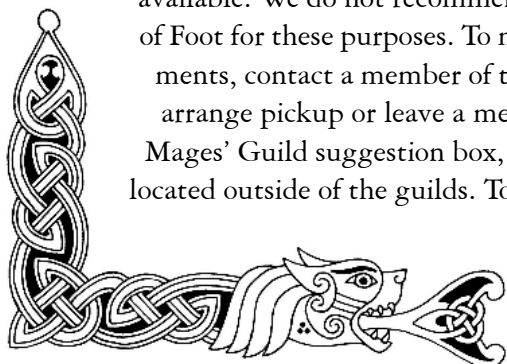 available. We do not recommen
of Foot for these purposes. To m
ments, contact a member of t
arrange pickup or leave a me
Mages’ Guild suggestion box,
located outside of the guilds. To